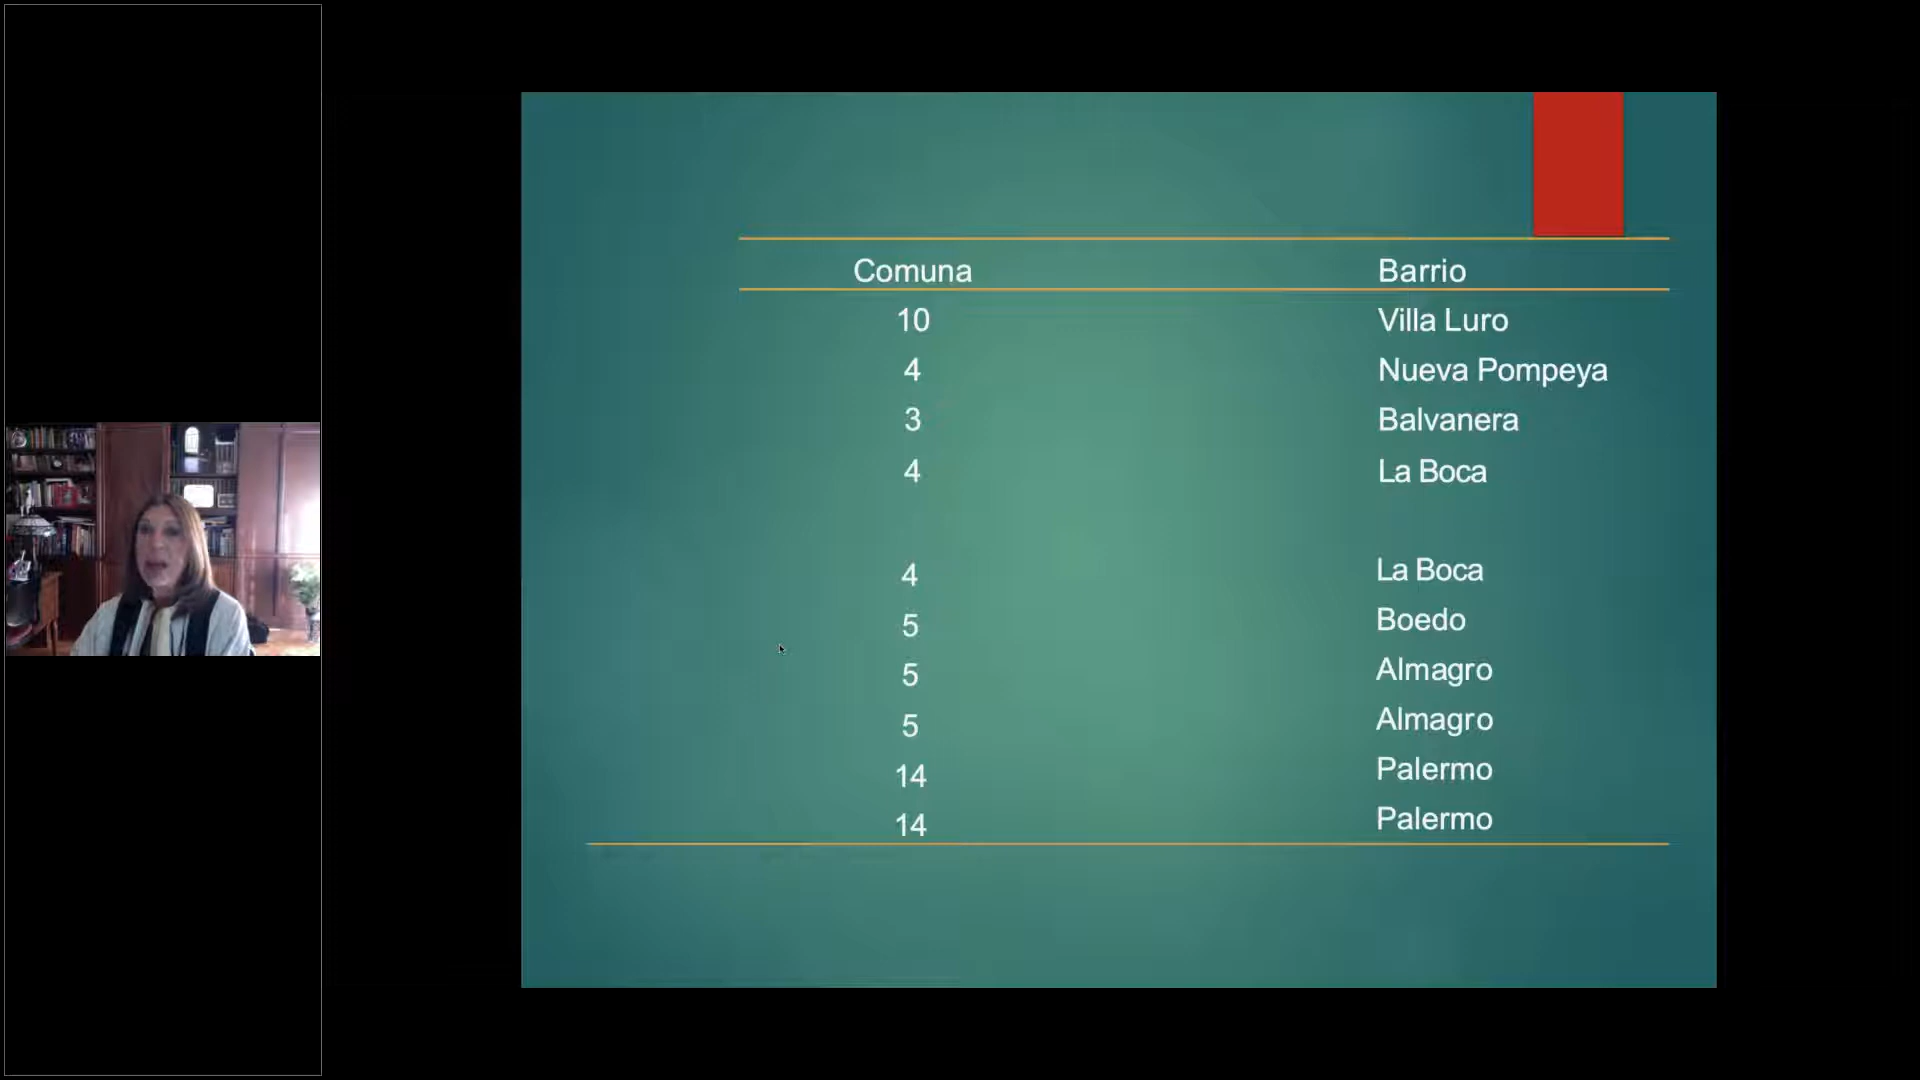 Comuna Barrio
10 Villa Luro
4 Nueva Pompeya
3 Balvanera
4 La Boca
4 La Boca
5 Boedo
5 Almagro
5 Almagro
14 Palermo
14 Palermo